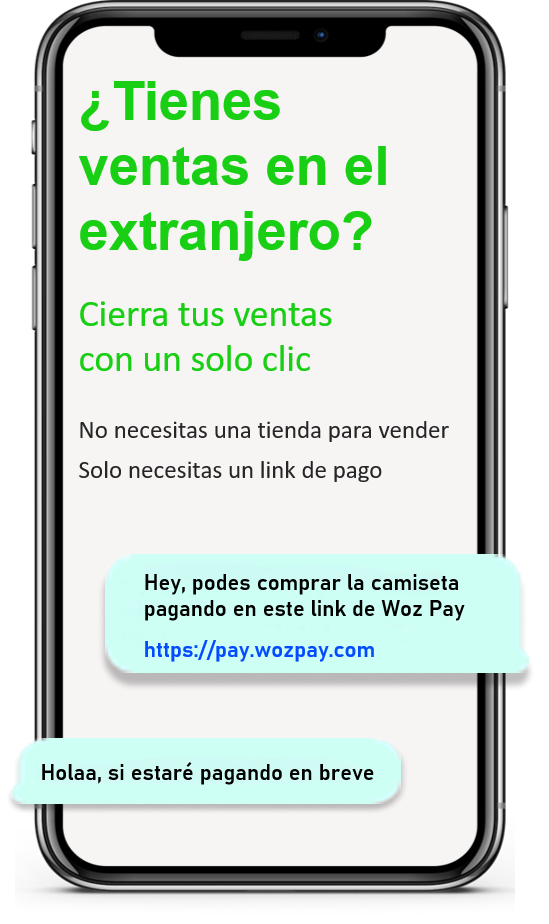 ¿Tienes
ventas en el
extranjero?
Cierra tus ventas
con un solo clic
No necesitas una tienda para vender
Solo necesitas un link de pago
Hey, podes comprar la camiseta
pagando en este link de Woz Pay
https://pay.wozpay.com
Holaa, si estaré pagando en breve